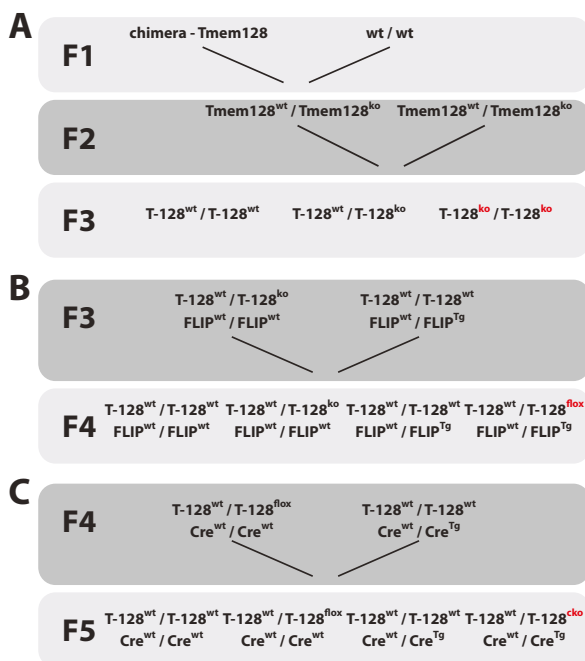 A
F1
chimera - Tmem128 wt / wt
F2
Tmem128wt / Tmem128ko Tmem128wt / Tmem128ko
F3
T-128wt / T-128wt T-128wt / T-128ko T-128ko / T-128ko
B
F3
T-128wt / T-128ko T-128wt / T-128wt
FLIPwt / FLIPwt FLIPwt / FLIPTg
F4
T-128wt / T-128wt T-128wt / T-128ko T-128wt / T-128wt T-128wt / T-128flox
FLIPwt / FLIPwt FLIPwt / FLIPwt FLIPwt / FLIPTg FLIPwt / FLIPTg
C
F4
T-128wt / T-128flox T-128wt / T-128wt
Crewt / Crewt Crewt / CreTg
F5
T-128wt / T-128wt T-128wt / T-128flox T-128wt / T-128wt T-128wt / T-128cko
Crewt / Crewt Crewt / Crewt Crewt / CreTg Crewt / CreTg